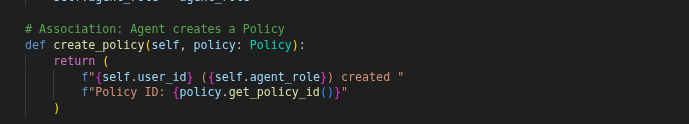 # Association: Agent creates a Policy
def create_policy(self, policy: Policy):
return (
f"{self.user_id} ({self.agent_role}) created "
f"Policy ID: {policy.get_policy_id()}"
)